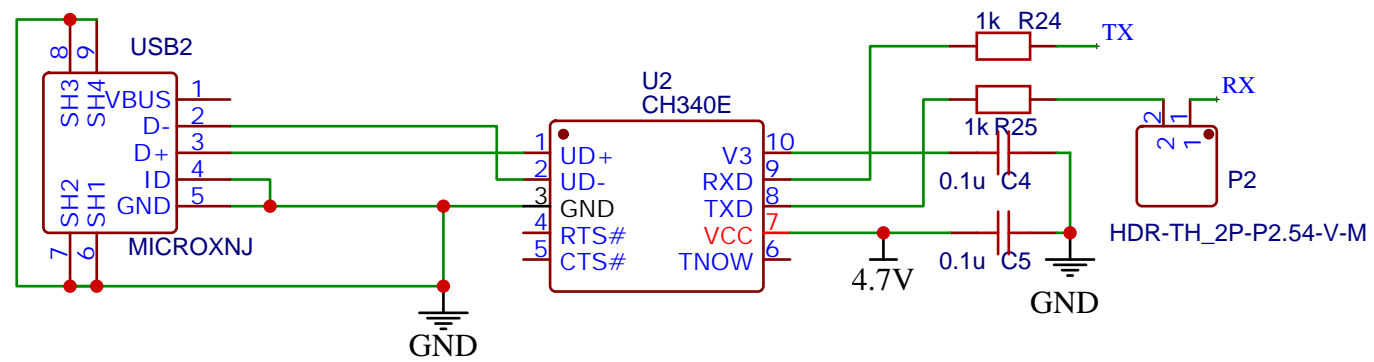 1k R24
TX
USB2
8
9
SH3
SH4
VBUS
1
D-
2
D+
3
ID
4
GND
5
SH2
SH1
7
6
MICROXNJ
U2
CH340E
1
UD+
2
UD-
3
GND
4
RTS#
5
CTS#
V3
10
RXD
9
TXD
8
VCC
7
TNOW
6
1k R25
RX
2
1
2
1
P2
HDR-TH_2P-P2.54-V-M
0.1u C4
0.1u C5
4.7V
GND
GND